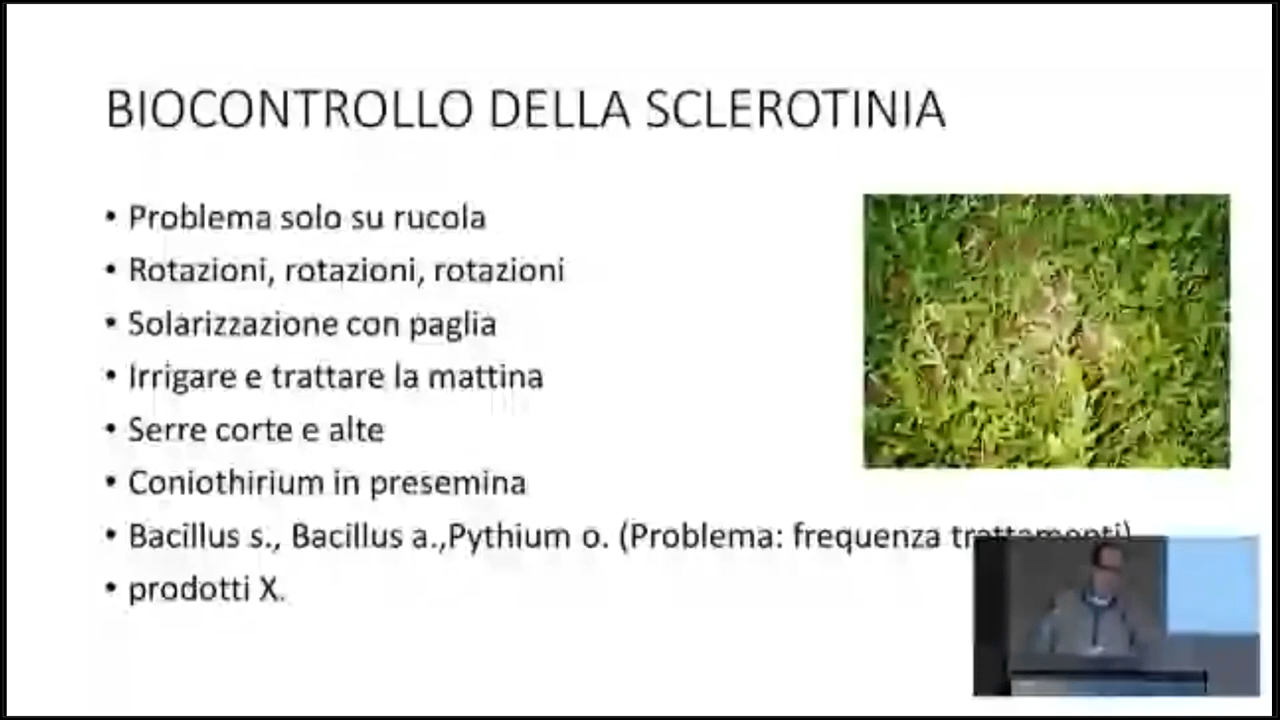 BIOCONTROLLO DELLA SCLEROTINIA
• Problema solo su rucola
• Rotazioni, rotazioni, rotazioni
• Solarizzazione con paglia
• Irrigare e trattare la mattina
• Serre corte e alte
• Coniothirium in presemina
• Bacillus s., Bacillus a.,Pythium o. (Problema: frequenza trattamenti)
• prodotti X.